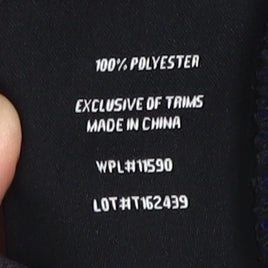 100% POLYESTER
EXCLUSIVE OF TRIMS
MADE IN CHINA
WPL#11590
LOT#T162439